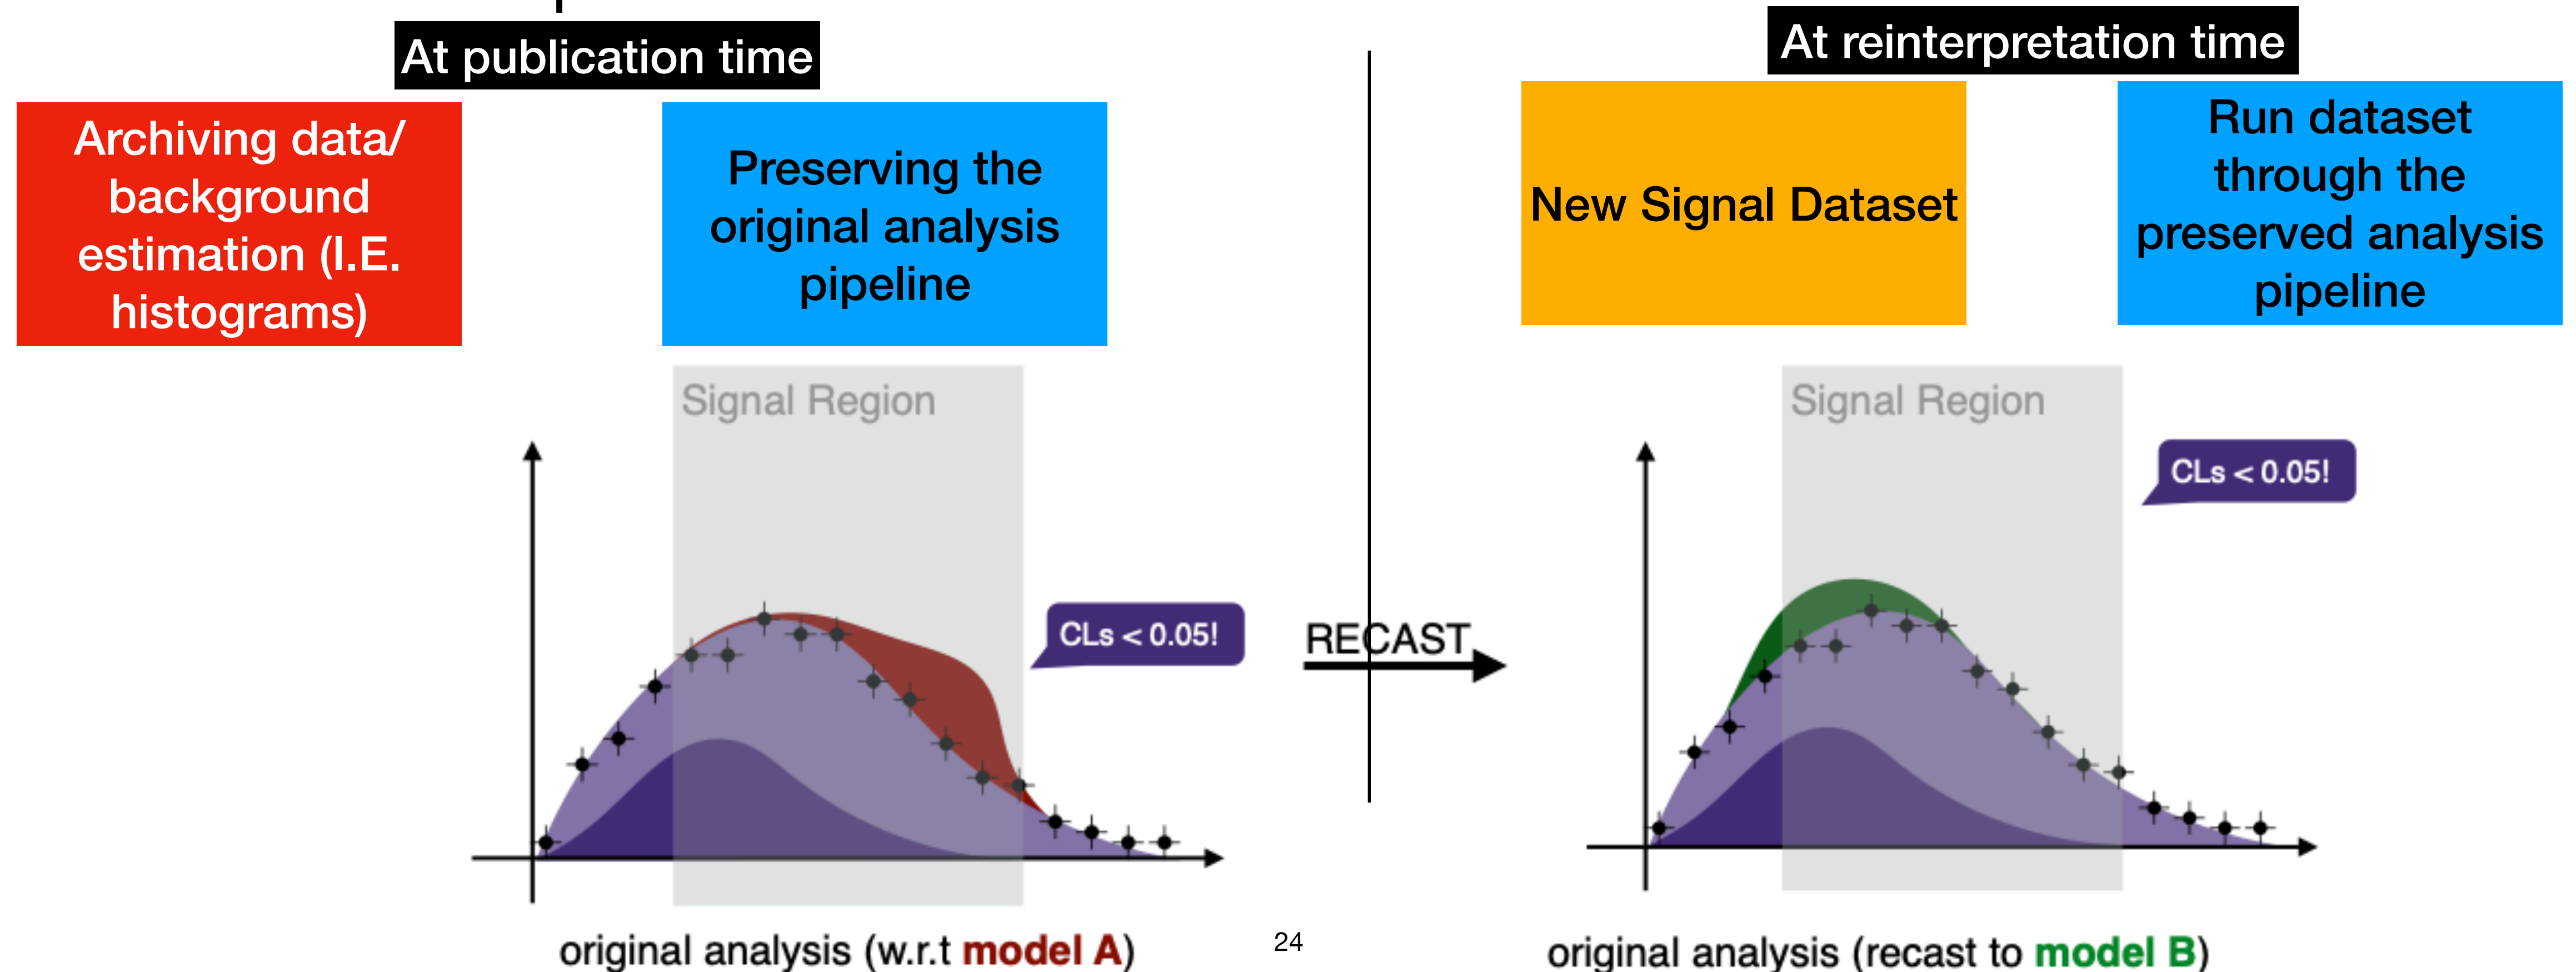 At publication time
Archiving data/
background
estimation (I.E.
histograms)
Preserving the
original analysis
pipeline
Signal Region
CLs < 0.05!
original analysis (w.r.t model A)
RECAST
24
At reinterpretation time
New Signal Dataset
Run dataset
through the
preserved analysis
pipeline
Signal Region
CLs < 0.05!
original analysis (recast to model B)